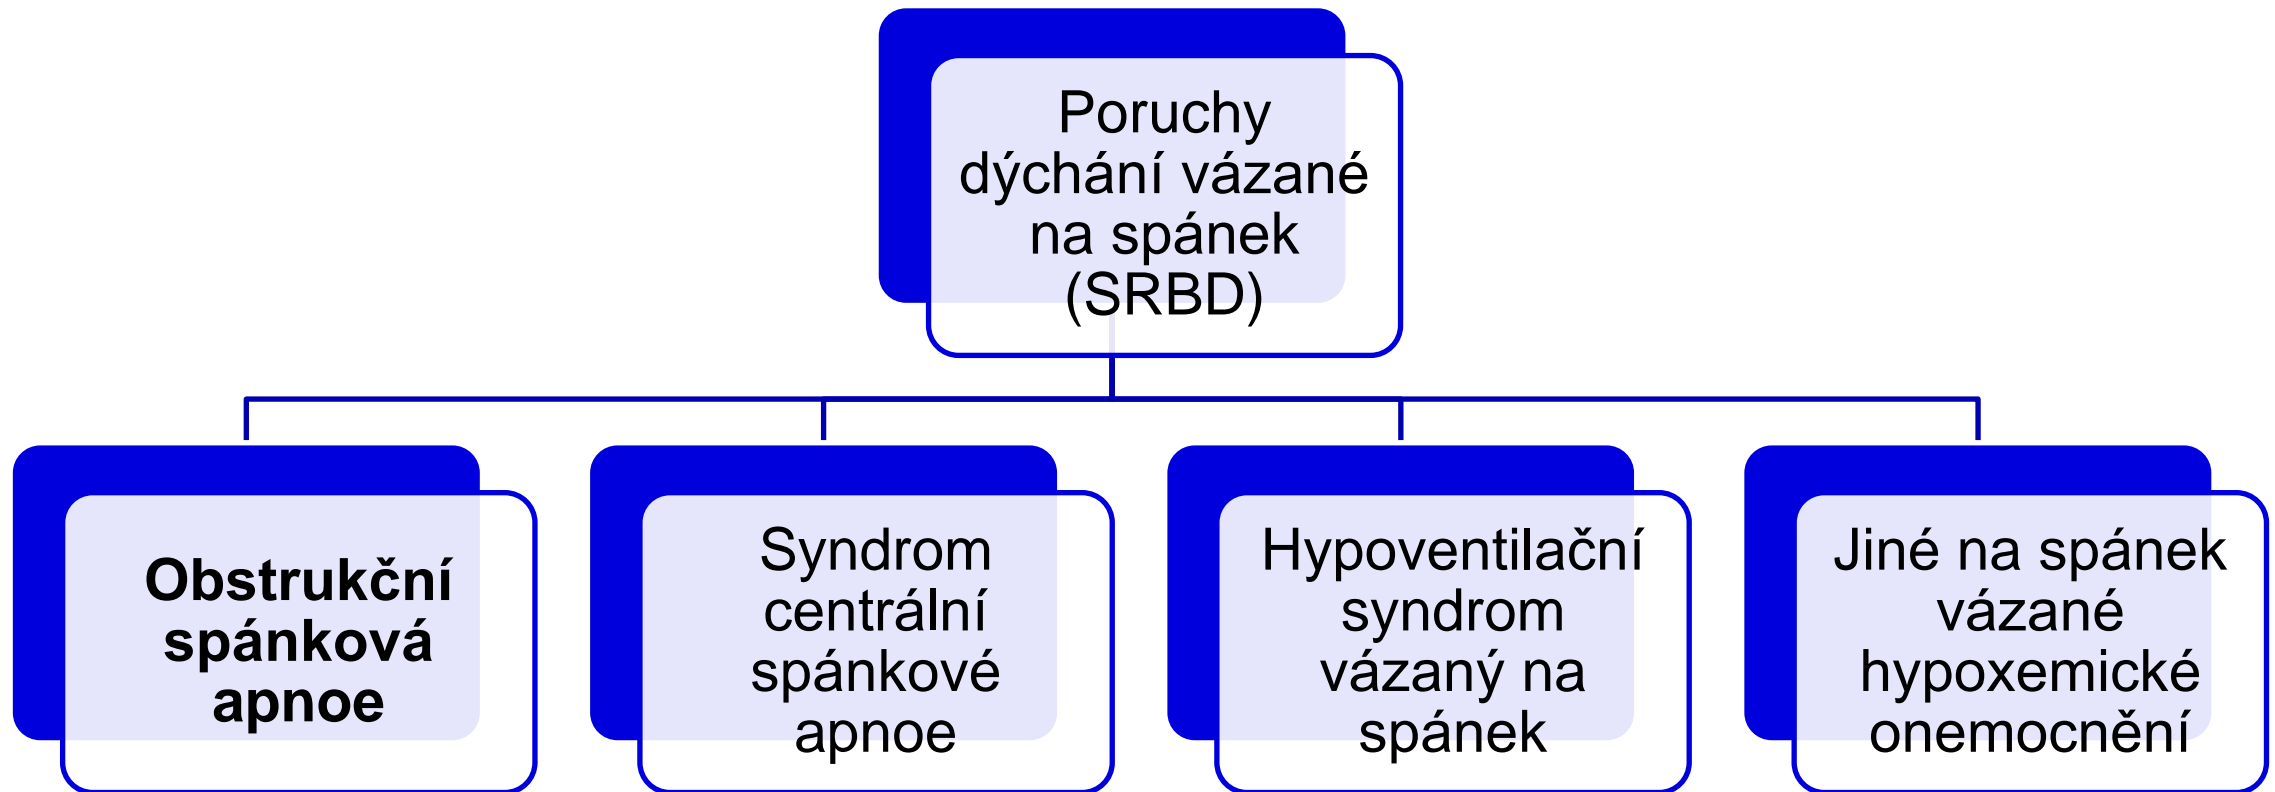 Poruchy
dýchání vázané
na spánek
(SRBD)
Obstrukční
spánková
apnoe
Syndrom
centrální
spánkové
apnoe
Hypoventilační
syndrom
vázaný na
spánek
Jiné na spánek
vázané
hypoxemické
onemocnění